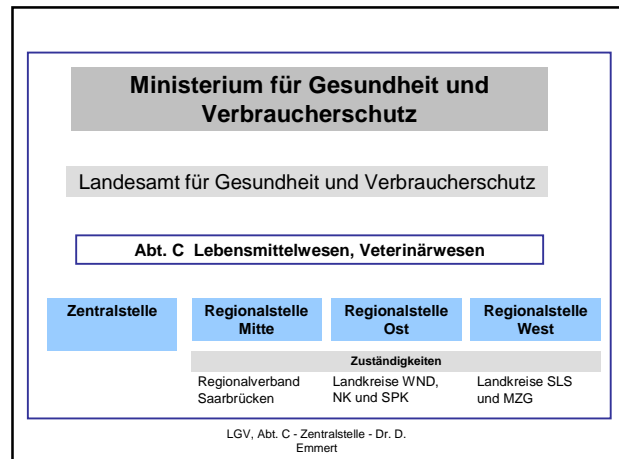 Ministerium für Gesundheit und
Verbraucherschutz
Landesamt für Gesundheit und Verbraucherschutz
Abt. C  Lebensmittelwesen, Veterinärwesen
Zentralstelle
Regionalstelle
Mitte
Regionalstelle
Ost
Regionalstelle
West
Zuständigkeiten
Regionalverband
Saarbrücken
Landkreise WND,
NK und SPK
Landkreise SLS
und MZG
LGV, Abt. C - Zentralstelle - Dr. D.
Emmert